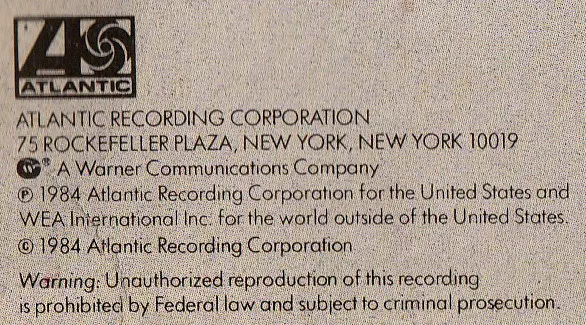 ATLANTIC
ATLANTIC RECORDING CORPORATION
75 ROCKEFELLER PLAZA, NEW YORK, NEW YORK 10019
® A Warner Communications Company
℗ 1984 Atlantic Recording Corporation for the United States and
WEA International Inc. for the world outside of the United States.
© 1984 Atlantic Recording Corporation
Warning: Unauthorized reproduction of this recording
is prohibited by Federal law and subject to criminal prosecution.